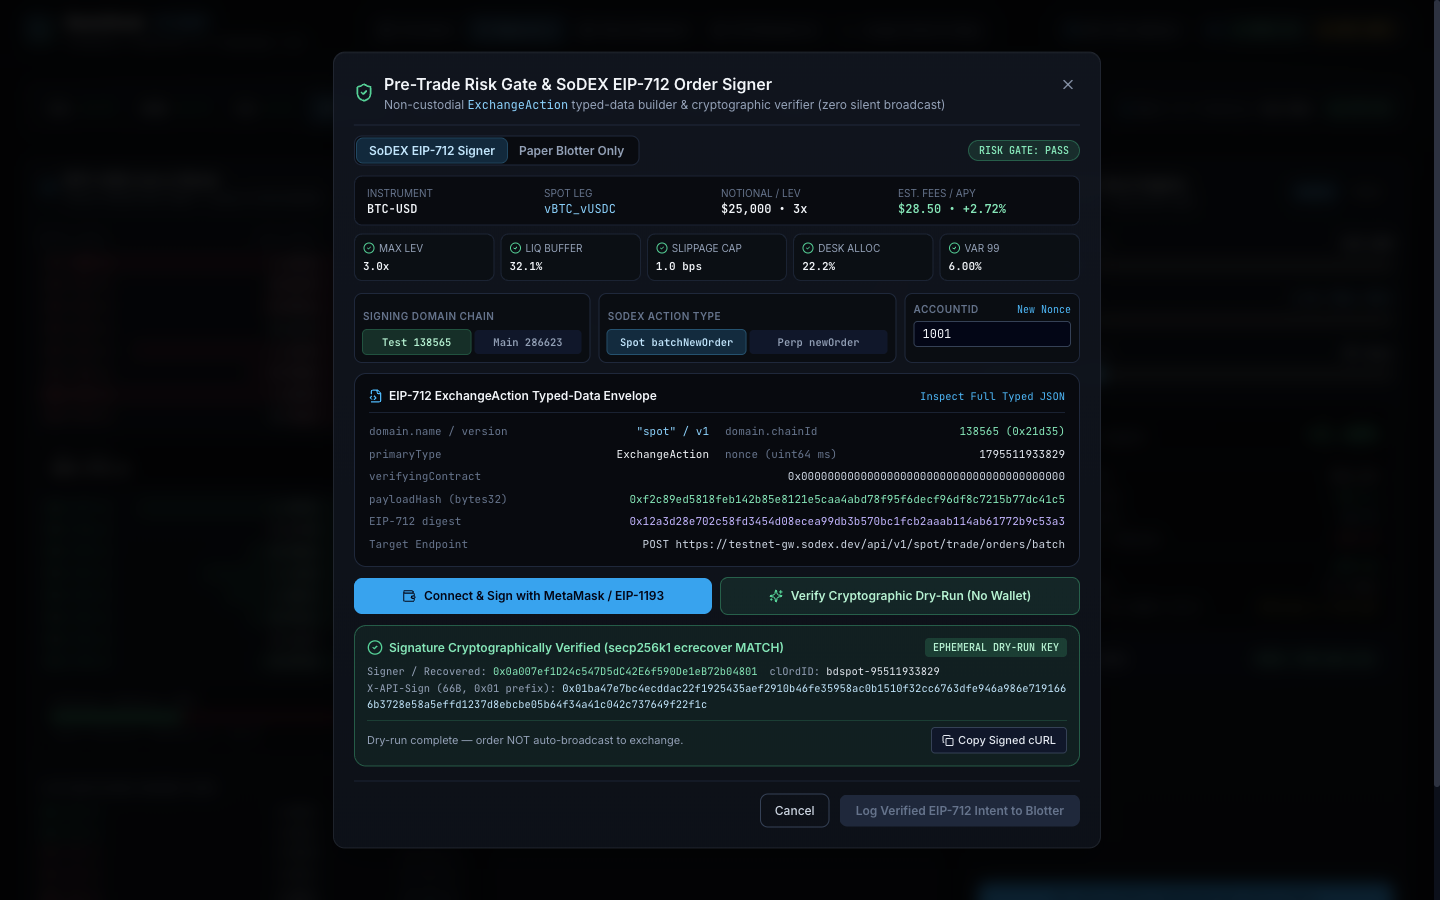 Pre-Trade Risk Gate & SoDEX EIP-712 Order Signer
Non-custodial ExchangeAction typed-data builder & cryptographic verifier (zero silent broadcast)
SoDEX EIP-712 Signer Paper Blotter Only RISK GATE: PASS
INSTRUMENT SPOT LEG NOTIONAL / LEV EST. FEES / APY
BTC-USD vBTC_vUSDC $25,000 • 3x $28.50 • +2.72%
MAX LEV LIQ BUFFER SLIPPAGE CAP DESK ALLOC VAR 99
3.0x 32.1% 1.0 bps 22.2% 6.00%
SIGNING DOMAIN CHAIN SODEX ACTION TYPE ACCOUNTID New Nonce
Test 138565 Main 286623 Spot batchNewOrder Perp newOrder 1001
EIP-712 ExchangeAction Typed-Data Envelope Inspect Full Typed JSON
domain.name / version "spot" / v1 domain.chainId 138565 (0x21d35)
primaryType ExchangeAction nonce (uint64 ms) 1795511933829
verifyingContract 0x0000000000000000000000000000000000000000
payloadHash (bytes32) 0xf2c89ed5818feb142b85e8121e5caa4abd78f95f6decf96df8c7215b77dc41c5
EIP-712 digest 0x12a3d28e702c58fd3454d08ecea99db3b570bc1fcb2aaab114ab61772b9c53a3
Target Endpoint POST https://testnet-gw.sodex.dev/api/v1/spot/trade/orders/batch
Connect & Sign with MetaMask / EIP-1193 Verify Cryptographic Dry-Run (No Wallet)
Signature Cryptographically Verified (secp256k1 ecrecover MATCH) EPHEMERAL DRY-RUN KEY
Signer / Recovered: 0x0a007ef1D24c547D5dC42E6f590De1eB72b04801 clOrdID: bdspot-95511933829
X-API-Sign (66B, 0x01 prefix): 0x01ba47e7bc4ecddac22f1925435aef2910b46fe35958ac0b1510f32cc6763dfe946a986e719166
6b3728e58a5effd1237d8ebcbe05b64f34a41c042c737649f22f1c
Dry-run complete — order NOT auto-broadcast to exchange. Copy Signed cURL
Cancel Log Verified EIP-712 Intent to Blotter